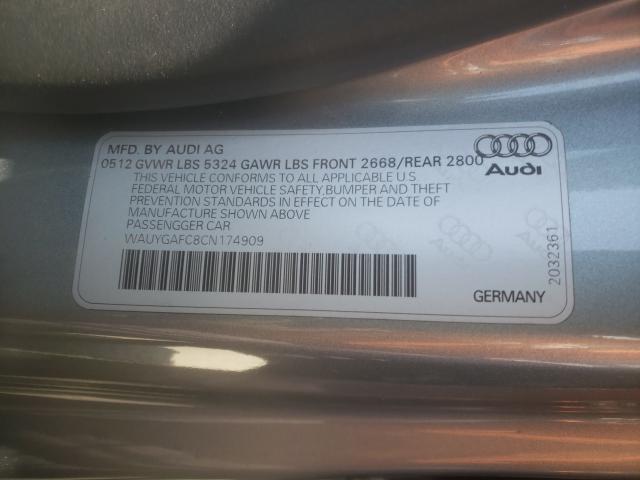 MFD. BY AUDI AG
0512 GVWR LBS 5324 GAWR LBS FRONT 2668/REAR 2800
THIS VEHICLE CONFORMS TO ALL APPLICABLE U S
FEDERAL MOTOR VEHICLE SAFETY,BUMPER AND THEFT
PREVENTION STANDARDS IN EFFECT ON THE DATE OF
MANUFACTURE SHOWN ABOVE
PASSENGGER CAR
WAUYGAFC8CN174909
Audi
2032361
GERMANY